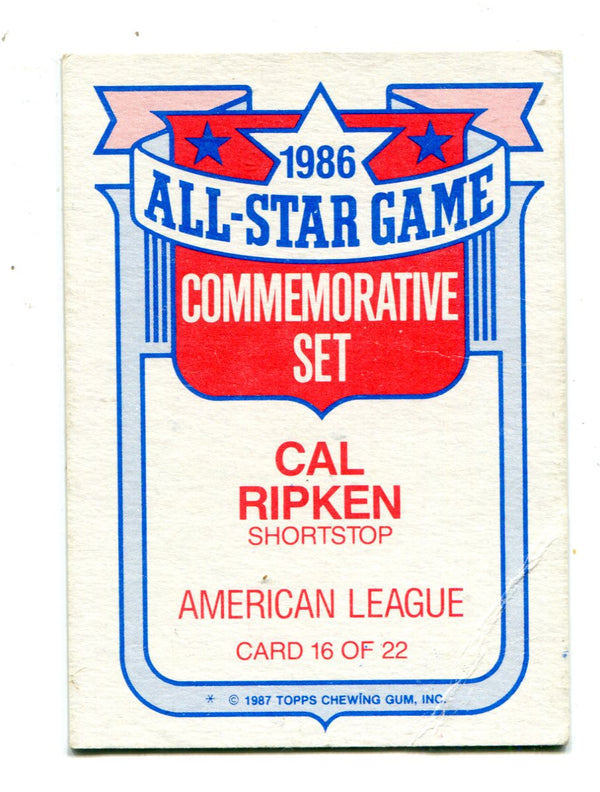 1986
ALL-STAR GAME
COMMEMORATIVE
SET
CAL
RIPKEN
SHORTSTOP
AMERICAN LEAGUE
CARD 16 OF 22
* © 1987 TOPPS CHEWING GUM, INC.